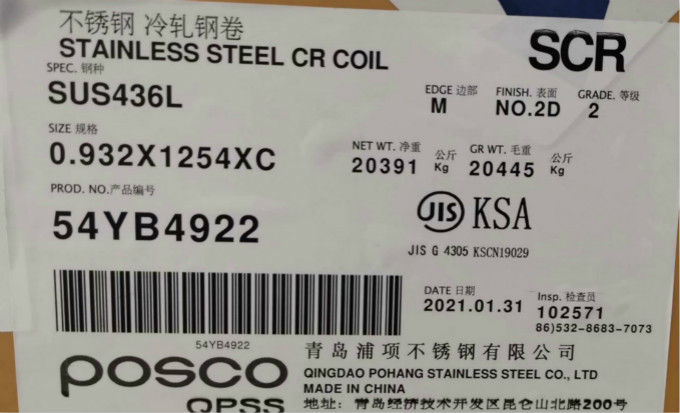 不锈钢 冷轧钢卷
STAINLESS STEEL CR COIL
SCR
SPEC. 钢种
SUS436L
EDGE 边部
M
FINISH. 表面
NO.2D
GRADE. 等级
2
SIZE 规格
0.932X1254XC
NET WT. 净重
20391 公斤 Kg
GR WT. 毛重
20445 公斤 Kg
PROD. NO.产品编号
54YB4922
JIS KSA
JIS G 4305 KSCN19029
DATE 日期
2021.01.31
Insp. 检查员
102571
86)532-8683-7073
54YB4922
posco
QPSS
青岛浦项不锈钢有限公司
QINGDAO POHANG STAINLESS STEEL CO., LTD
MADE IN CHINA
地址: 青岛经济技术开发区昆仑山北路200号